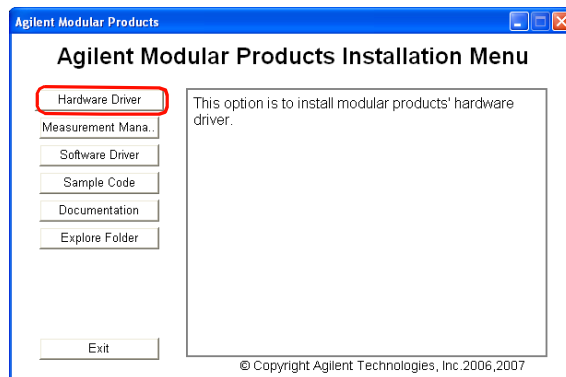 Agilent Modular Products
Agilent Modular Products Installation Menu
Hardware Driver
This option is to install modular products' hardware
driver.
Measurement Mana..
Software Driver
Sample Code
Documentation
Explore Folder
Exit
© Copyright Agilent Technologies, Inc.2006,2007